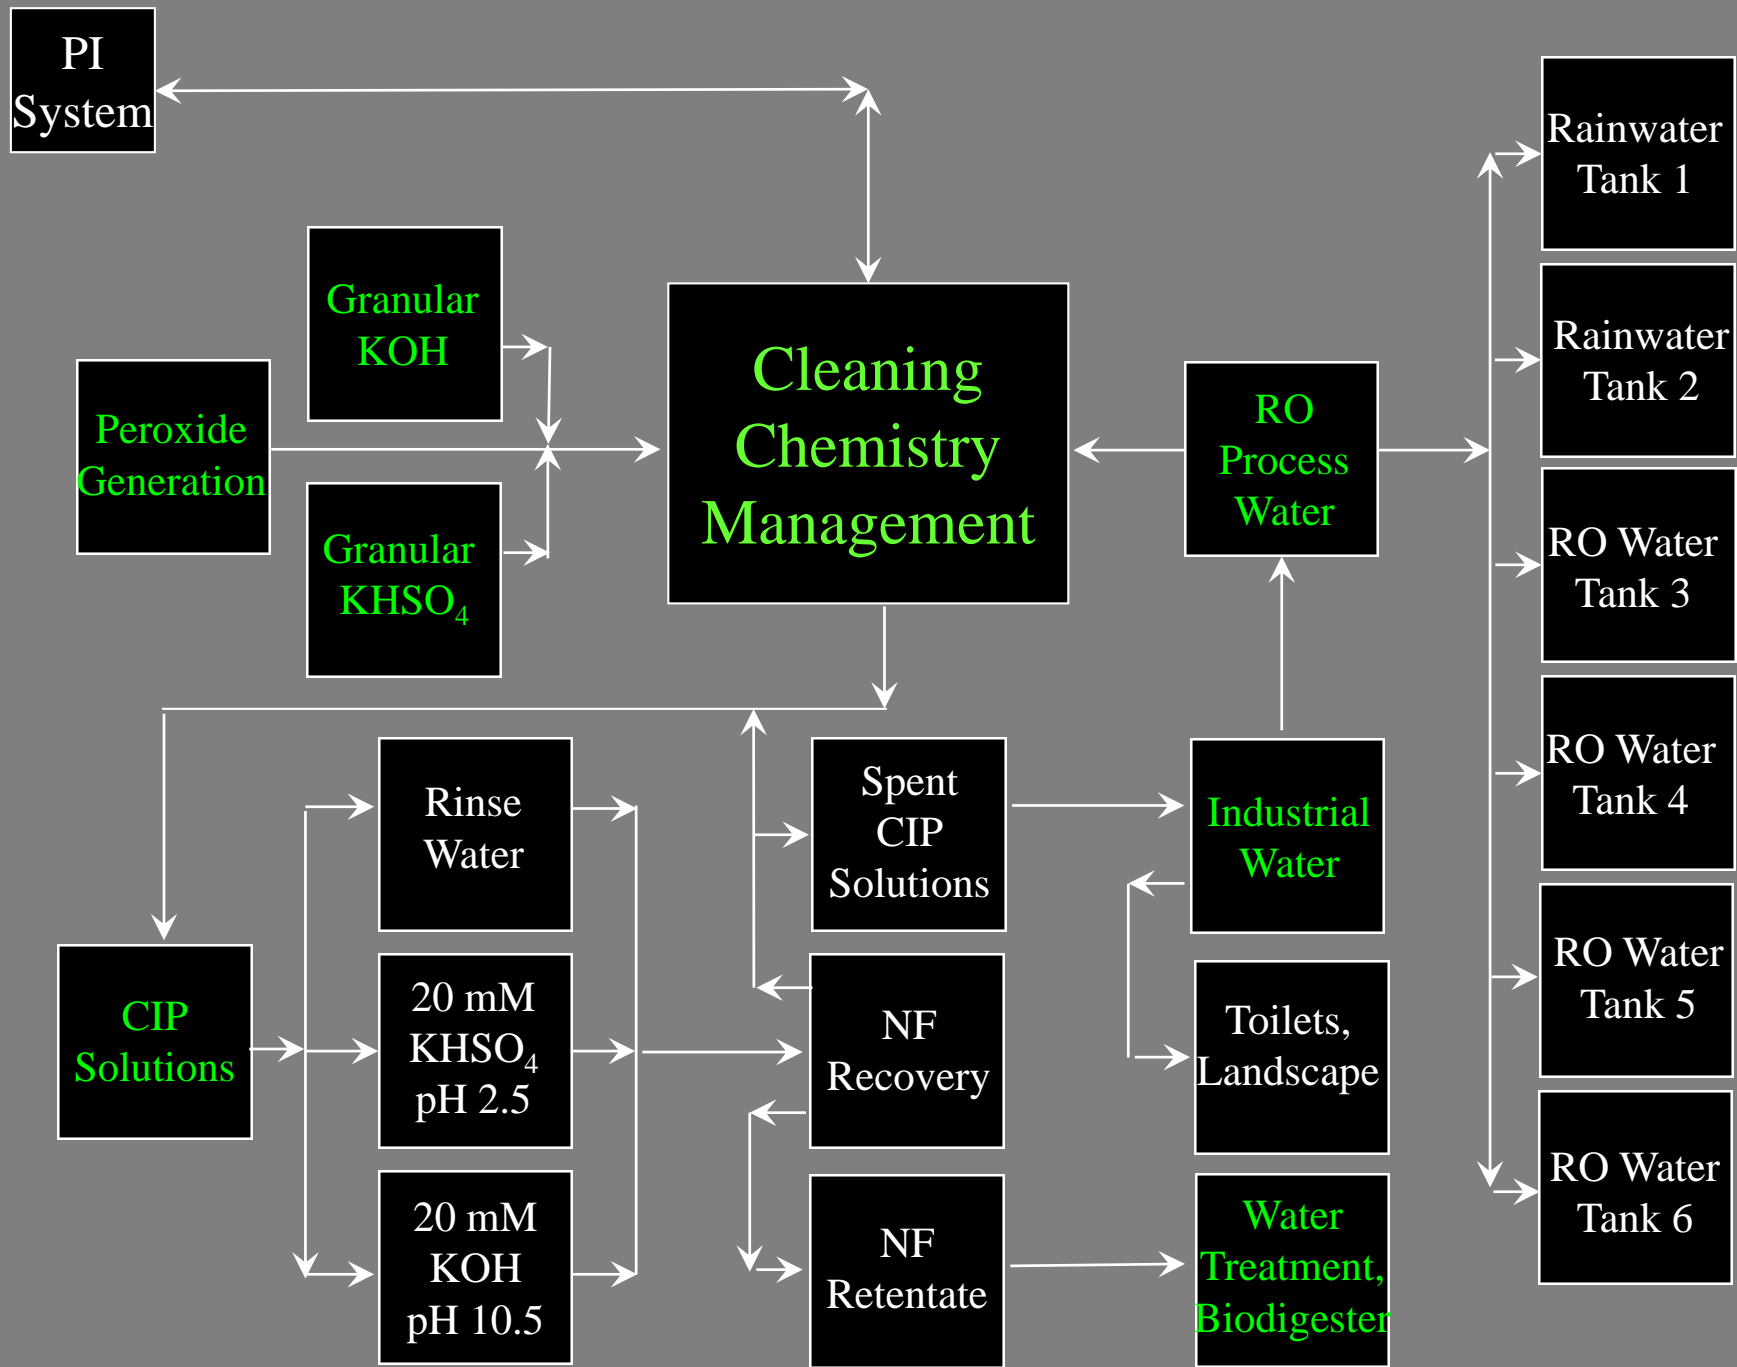 PI
System
Rainwater
Tank 1
Granular
KOH
Cleaning
Chemistry
Management
Rainwater
Tank 2
Peroxide
Generation
RO
Process
Water
Granular
KHSO₄
RO Water
Tank 3
Rinse
Water
Spent
CIP
Solutions
Industrial
Water
RO Water
Tank 4
CIP
Solutions
20 mM
KHSO₄
pH 2.5
NF
Recovery
Toilets,
Landscape
RO Water
Tank 5
20 mM
KOH
pH 10.5
NF
Retentate
Water
Treatment,
Biodigester
RO Water
Tank 6